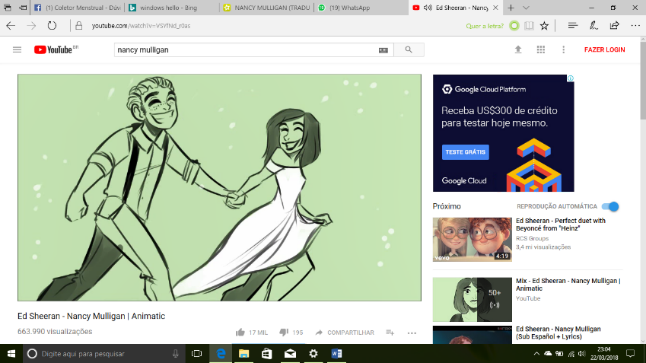 (1) Coletor Menstrual - Dúv
windows hello - Bing
NANCY MULLIGAN (TRADU
(19) WhatsApp
Ed Sheeran - Nancy
youtube.com/watch?v=
Quer a letra?
YouTube BR
nancy mulligan
FAZER LOGIN
Google Cloud Platform
Receba US$300 de crédito
para testar hoje mesmo.
TESTE GRÁTIS
Google Cloud
Próximo
REPRODUÇÃO AUTOMÁTICA
Ed Sheeran - Perfect duet with
Beyoncé from "Heinz"
RCS Groups
9,4 mi visualizações
vevo
4:19
Mix - Ed Sheeran - Nancy Mulligan |
Animatic
YouTube
50+
Ed Sheeran - Nancy Mulligan
(Sub Español + Lyrics)
Ed Sheeran - Nancy Mulligan | Animatic
663.990 visualizações
17 MIL
195
COMPARTILHAR
Digite aqui para pesquisar
23:04
22/03/2018